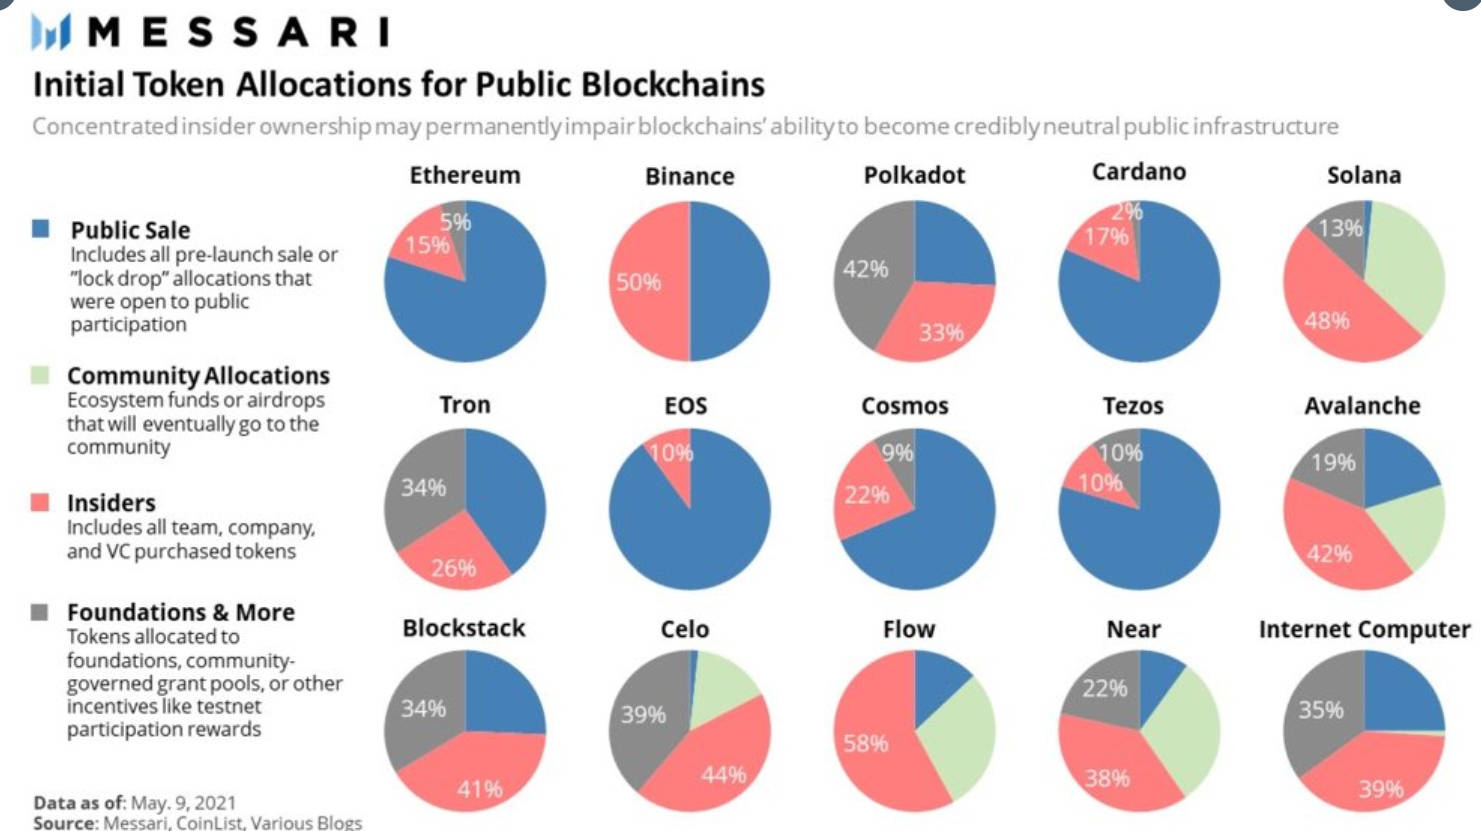 MESSARI
Initial Token Allocations for Public Blockchains
Concentrated insider ownership may permanently impair blockchains’ ability to become credibly neutral public infrastructure
Public Sale
Includes all pre-launch sale or
”lock drop” allocations that
were open to public
participation
Community Allocations
Ecosystem funds or airdrops
that will eventually go to the
community
Insiders
Includes all team, company,
and VC purchased tokens
Foundations & More
Tokens allocated to
foundations, community-
governed grant pools, or other
incentives like testnet
participation rewards
Ethereum
5%
15%
Binance
50%
Polkadot
42%
33%
Cardano
2%
17%
Solana
13%
48%
Tron
34%
26%
EOS
10%
Cosmos
9%
22%
Tezos
10%
10%
Avalanche
19%
42%
Blockstack
34%
41%
Celo
39%
44%
Flow
58%
Near
22%
38%
Internet Computer
35%
39%
Data as of: May. 9, 2021
Source: Messari, CoinList, Various Blogs